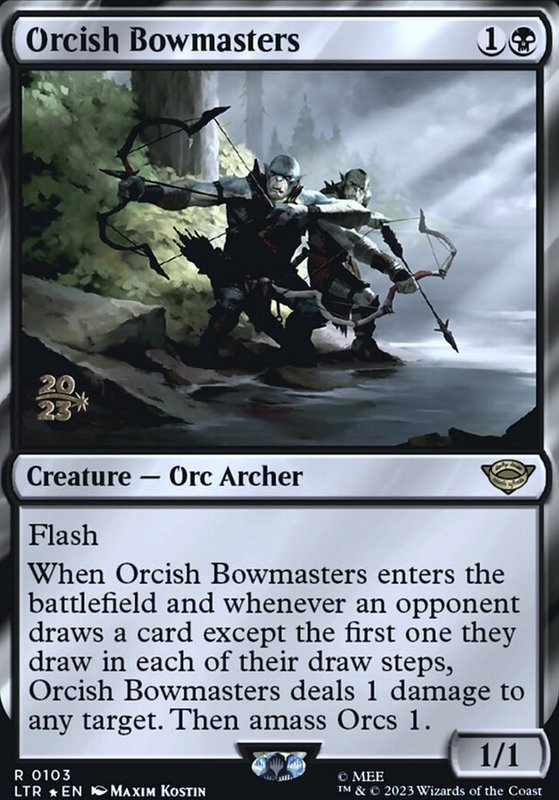 Orcish Bowmasters 1
20
23
Creature — Orc Archer
Flash
When Orcish Bowmasters enters the
battlefield and whenever an opponent
draws a card except the first one they
draw in each of their draw steps,
Orcish Bowmasters deals 1 damage to
any target. Then amass Orcs 1.
1/1
R 0103
LTR ★ EN Maxim Kostin
© MEE
™ & © 2023 Wizards of the Coast